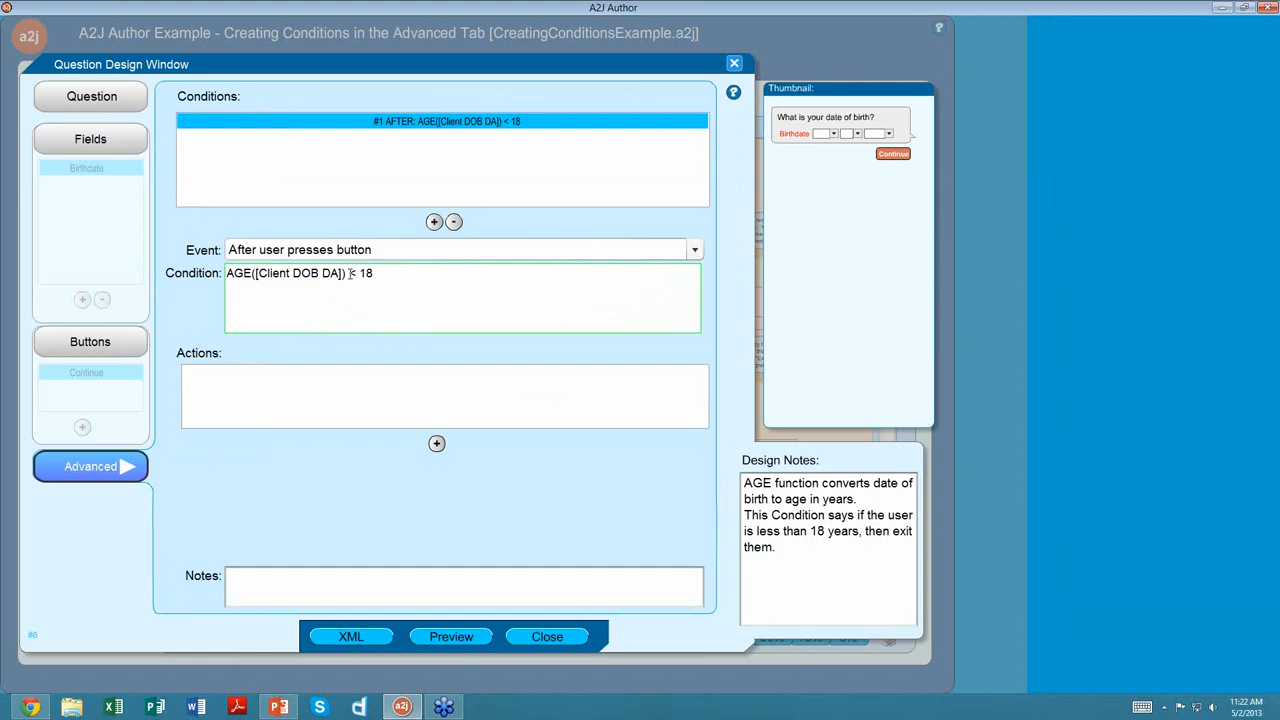 A2J Author
a2j
A2J Author Example - Creating Conditions in the Advanced Tab [CreatingConditionsExample.a2j]
?
Question Design Window
Question
Fields
Birthdate
+ -
Buttons
Continue
+
Advanced
#6
Conditions:
#1 AFTER: AGE([Client DOB DA]) < 18
+ -
Event: After user presses button
Condition: AGE([Client DOB DA]) < 18
Actions:
+
Notes:
XML Preview Close
?
Thumbnail:
What is your date of birth?
Birthdate
Continue
Design Notes:
AGE function converts date of
birth to age in years.
This Condition says if the user
is less than 18 years, then exit
them.
a2j
11:22 AM
5/2/2013